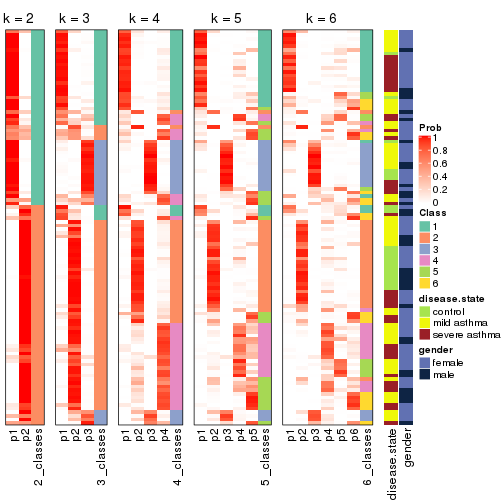 k = 2
k = 3
k = 4
k = 5
k = 6
p1
p2
2_classes
p1
p2
p3
3_classes
p1
p2
p3
p4
4_classes
p1
p2
p3
p4
p5
5_classes
p1
p2
p3
p4
p5
p6
6_classes
disease.state
gender
Prob
1
0.8
0.6
0.4
0.2
0
Class
1
2
3
4
5
6
disease.state
control
mild asthma
severe asthma
gender
female
male